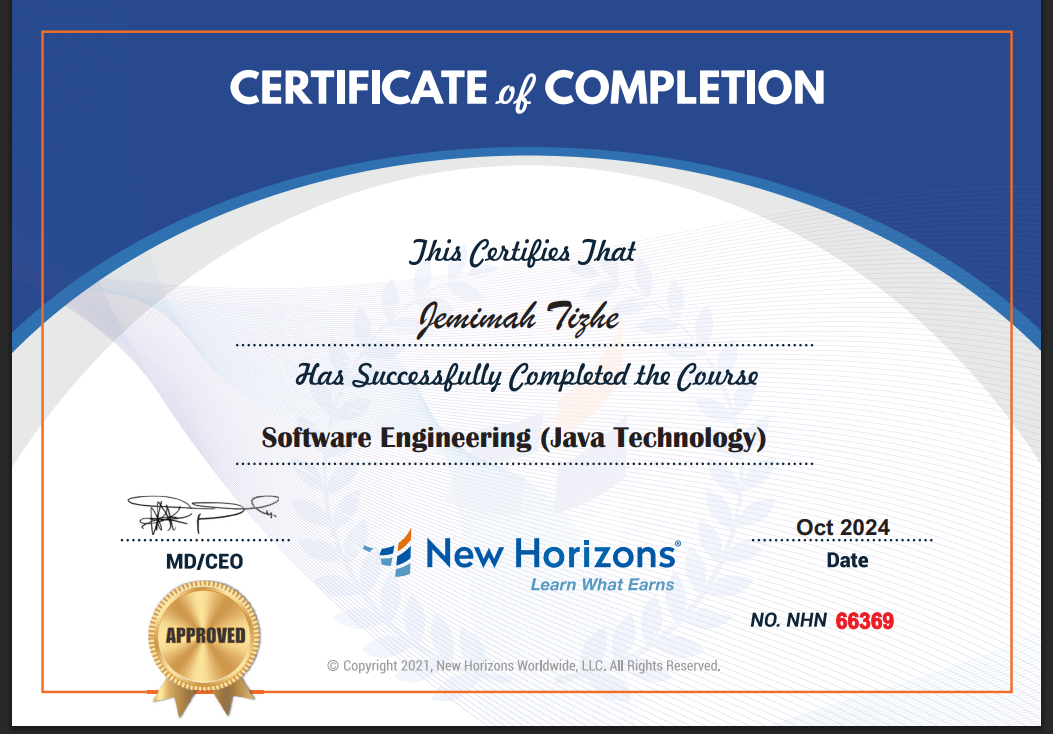 CERTIFICATE of COMPLETION
This Certifies That
Jemimah Tizhe
Has Successfully Completed the Course
Software Engineering (Java Technology)
MD/CEO
APPROVED
New Horizons®
Learn What Earns
Oct 2024
Date
NO. NHN 66369
© Copyright 2021, New Horizons Worldwide, LLC. All Rights Reserved.